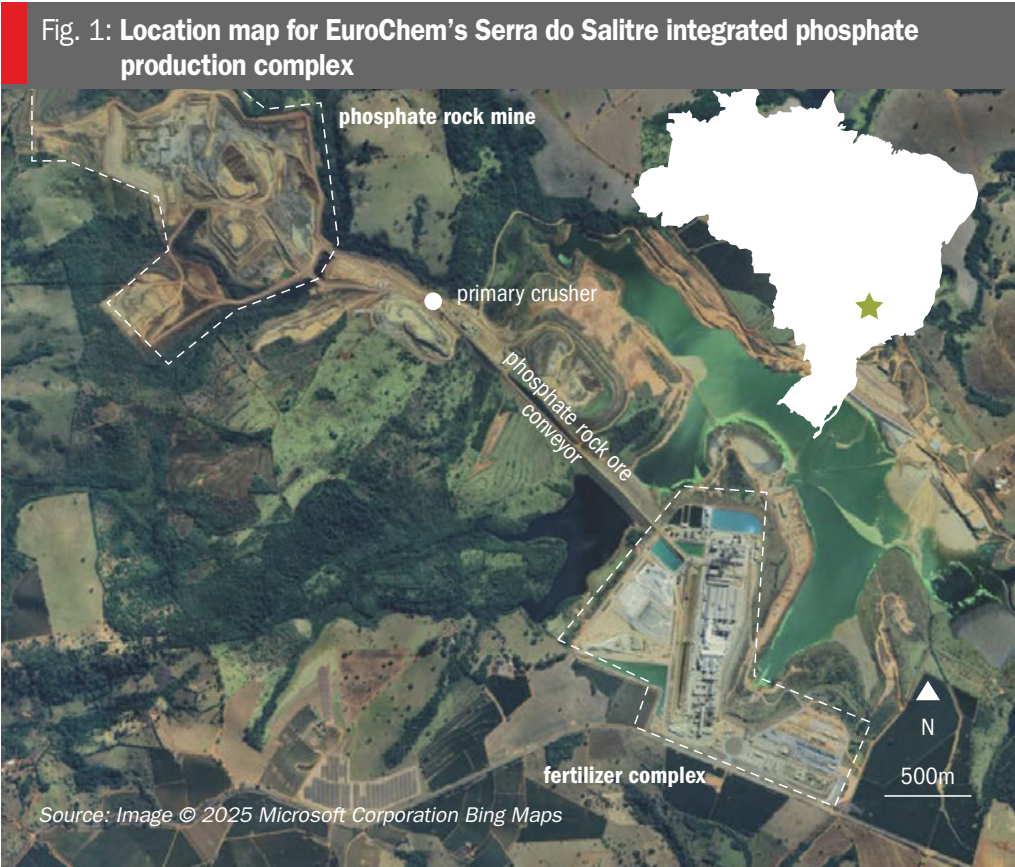 Fig. 1: Location map for EuroChem's Serra do Salitre integrated phosphate
production complex
phosphate rock mine
primary crusher
phosphate rock ore
conveyor
N
500m
fertilizer complex
Source: Image © 2025 Microsoft Corporation Bing Maps